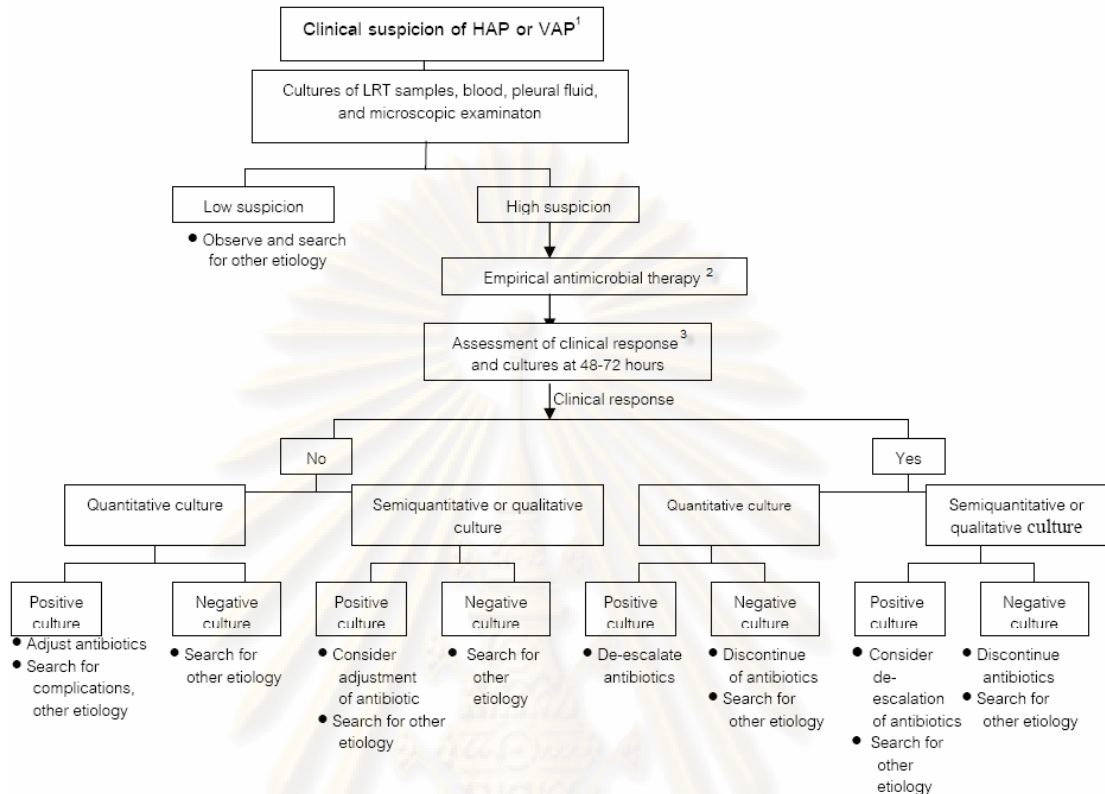 Clinical suspicion of HAP or VAP1
Cultures of LRT samples, blood, pleural fluid,
and microscopic examinaton
Low suspicion
High suspicion
● Observe and search
for other etiology
Empirical antimicrobial therapy 2
Assessment of clinical response3
and cultures at 48-72 hours
Clinical response
No
Yes
Quantitative culture
Semiquantitative or qualitative
culture
Quantitative culture
Semiquantitative or
qualitative culture
Positive
culture
● Adjust antibiotics
● Search for
complications,
other etiology
Negative
culture
● Search for
other etiology
Positive
culture
● Consider
adjustment
of antibiotic
● Search for other
etiology
Negative
culture
● Search for
other
etiology
Positive
culture
● De-escalate
antibiotics
Negative
culture
● Discontinue
of antibiotics
● Search for
other etiology
Positive
culture
● Consider
de-
escalation
of antibiotics
● Search for
other
etiology
Negative
culture
● Discontinue
antibiotics
● Search for
other etiology